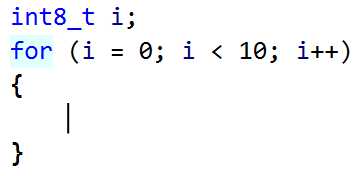 int8_t i;
for (i = 0; i < 10; i++)
{
}